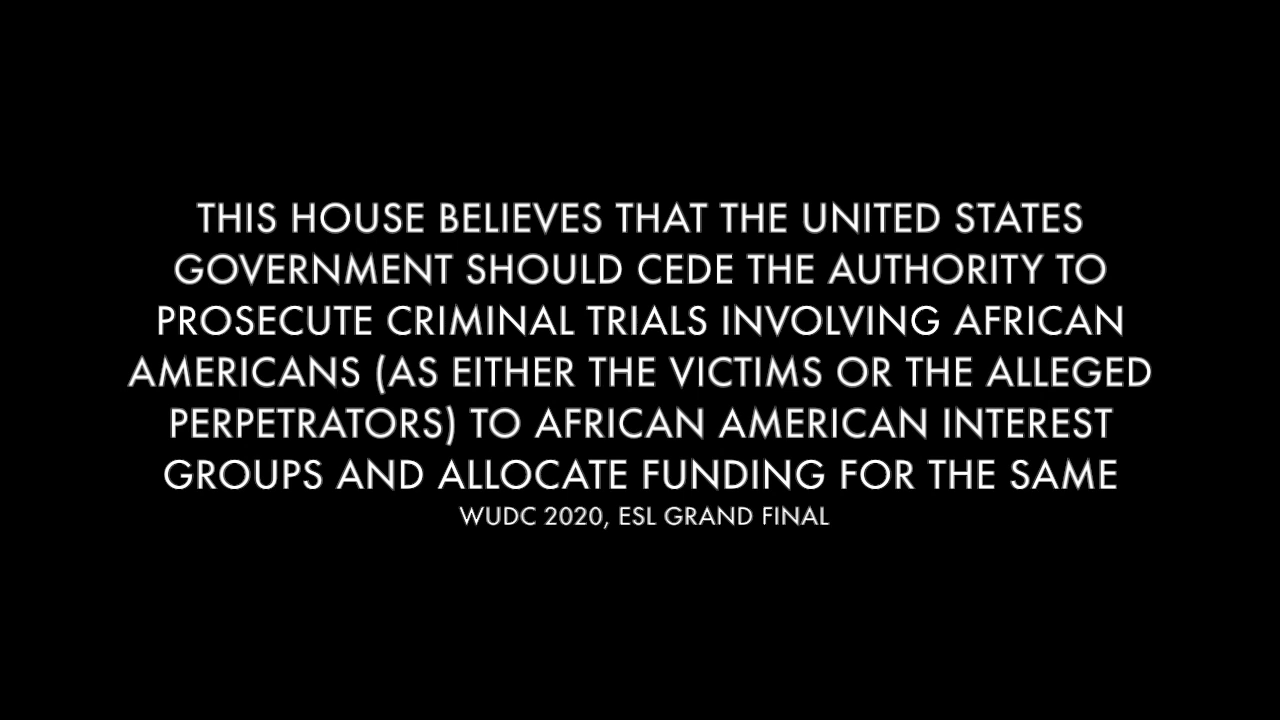 THIS HOUSE BELIEVES THAT THE UNITED STATES
GOVERNMENT SHOULD CEDE THE AUTHORITY TO
PROSECUTE CRIMINAL TRIALS INVOLVING AFRICAN
AMERICANS (AS EITHER THE VICTIMS OR THE ALLEGED
PERPETRATORS) TO AFRICAN AMERICAN INTEREST
GROUPS AND ALLOCATE FUNDING FOR THE SAME
WUDC 2020, ESL GRAND FINAL